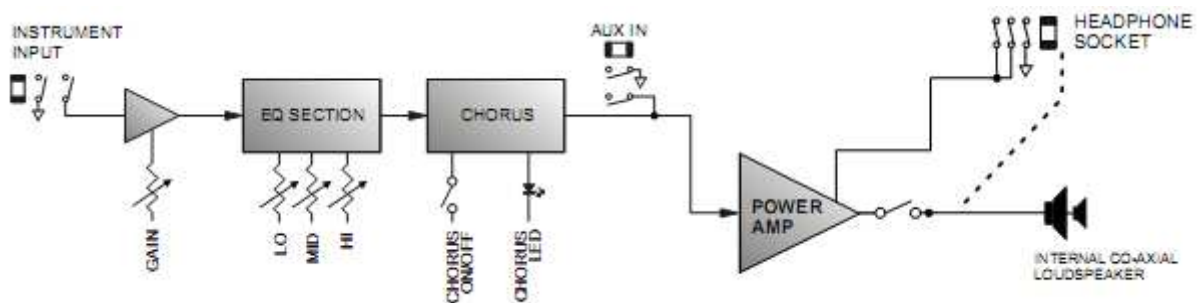 INSTRUMENT
INPUT
AUX IN
HEADPHONE
SOCKET
EQ SECTION
CHORUS
POWER
AMP
GAIN
LO
MID
HI
CHORUS
ON/OFF
CHORUS
LED
INTERNAL CO-AXIAL
LOUDSPEAKER